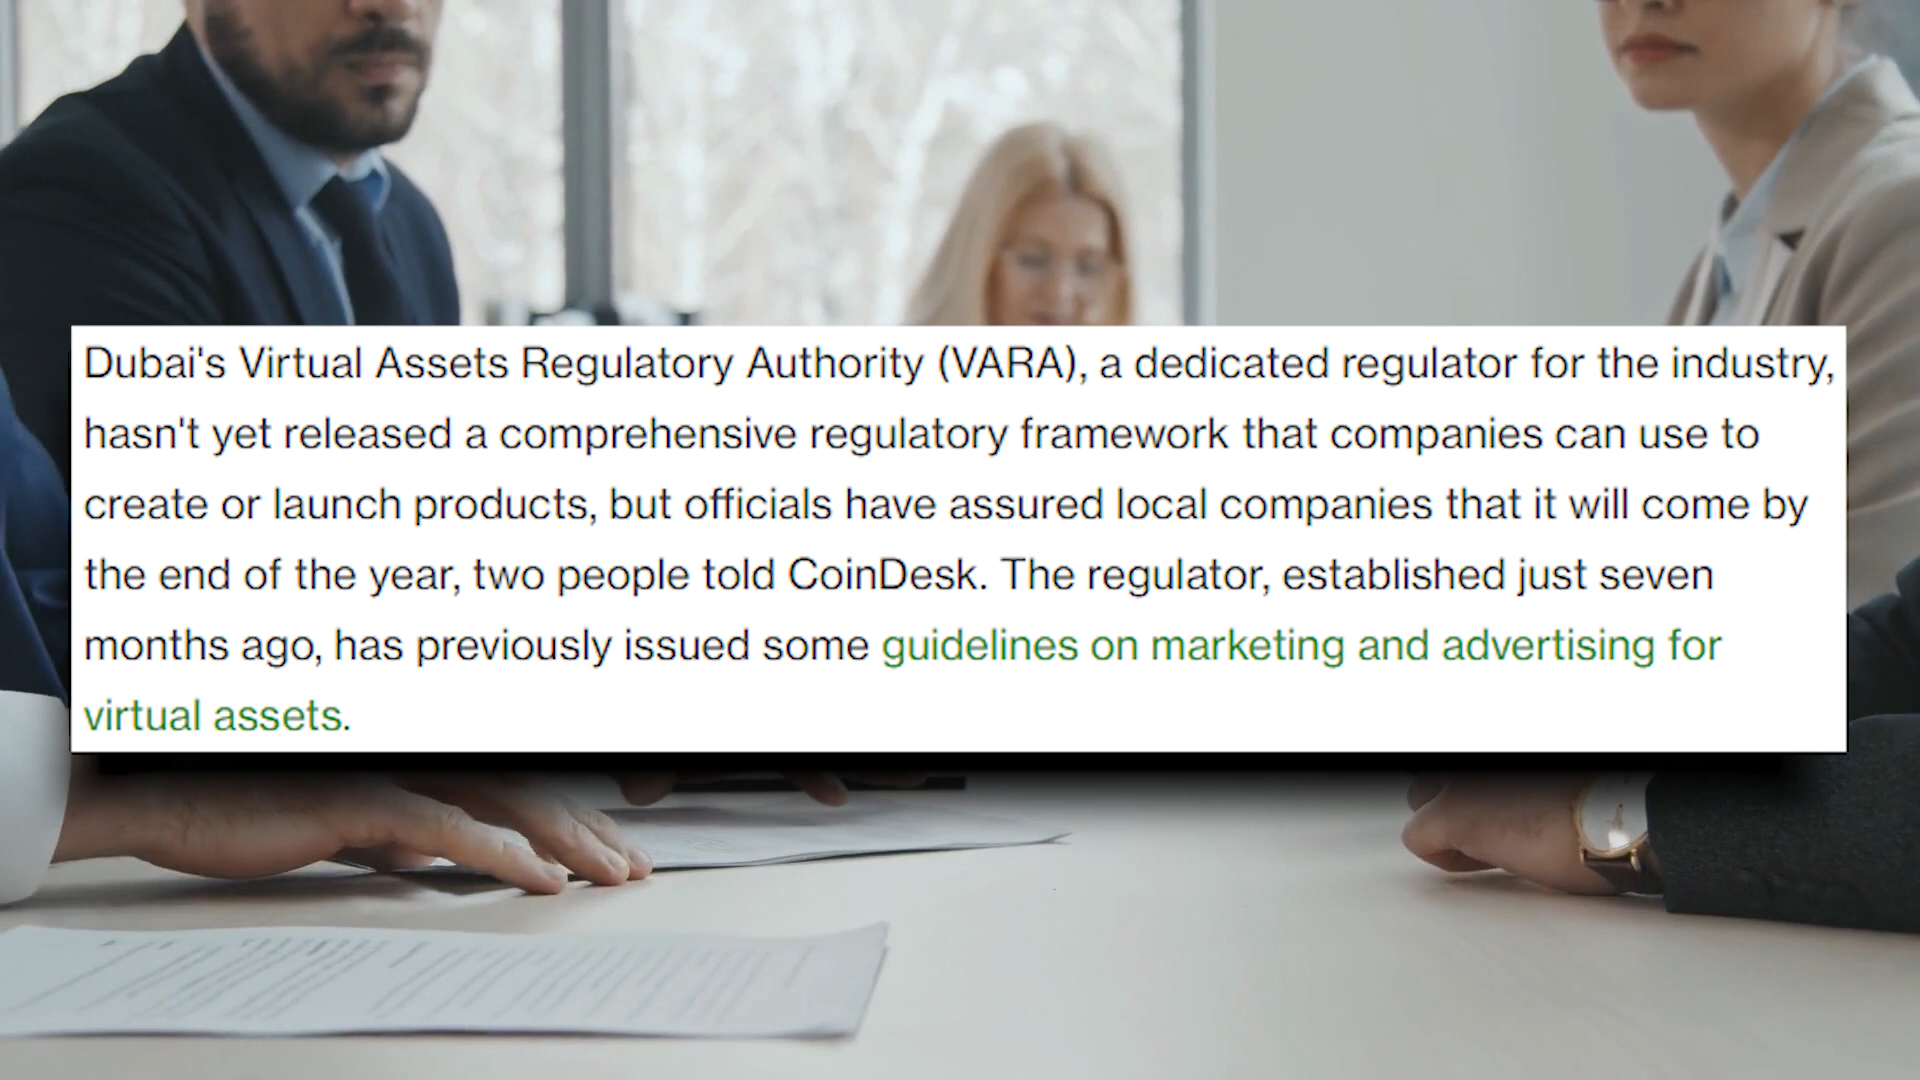 Dubai's Virtual Assets Regulatory Authority (VARA), a dedicated regulator for the industry,
hasn't yet released a comprehensive regulatory framework that companies can use to
create or launch products, but officials have assured local companies that it will come by
the end of the year, two people told CoinDesk. The regulator, established just seven
months ago, has previously issued some guidelines on marketing and advertising for
virtual assets.